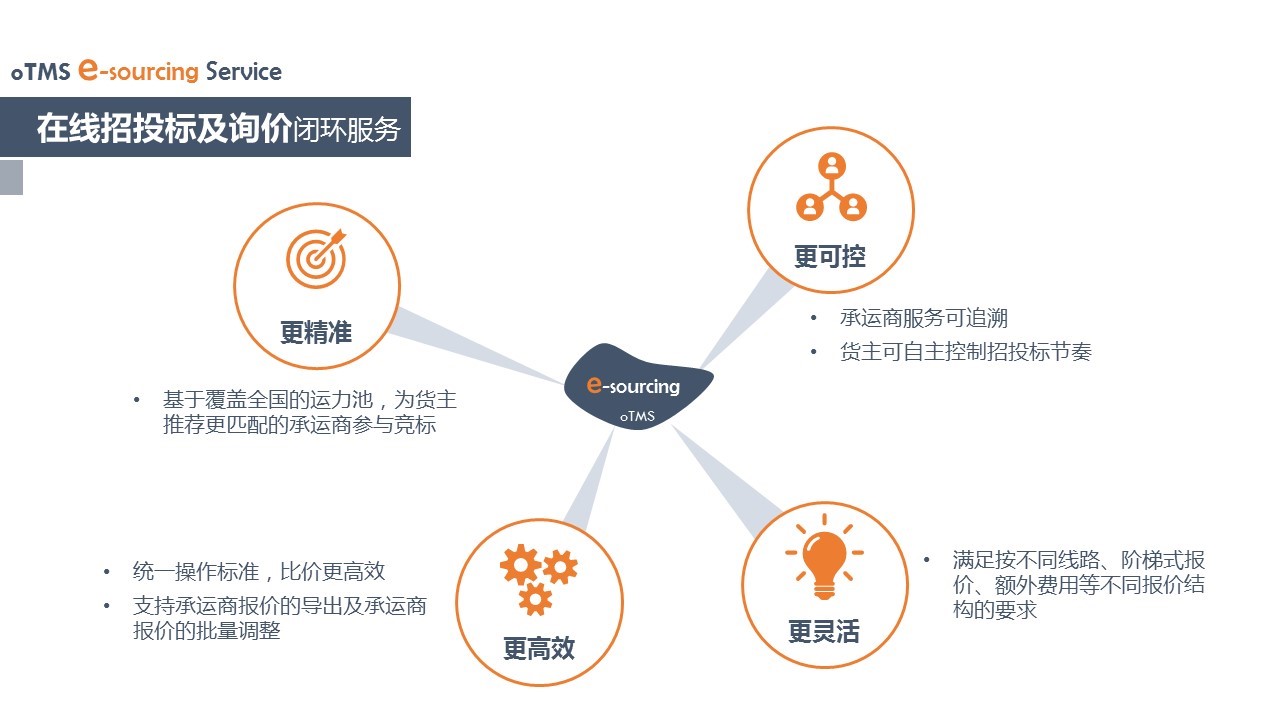 oTMS e-sourcing Service
在线招投标及询价闭环服务
更可控
• 承运商服务可追溯
• 货主可自主控制招投标节奏
更精准
• 基于覆盖全国的运力池，为货主
推荐更匹配的承运商参与竞标
e-sourcing
oTMS
• 统一操作标准，比价更高效
• 支持承运商报价的导出及承运商
报价的批量调整
更高效
更灵活
• 满足按不同线路、阶梯式报
价、额外费用等不同报价结
构的要求